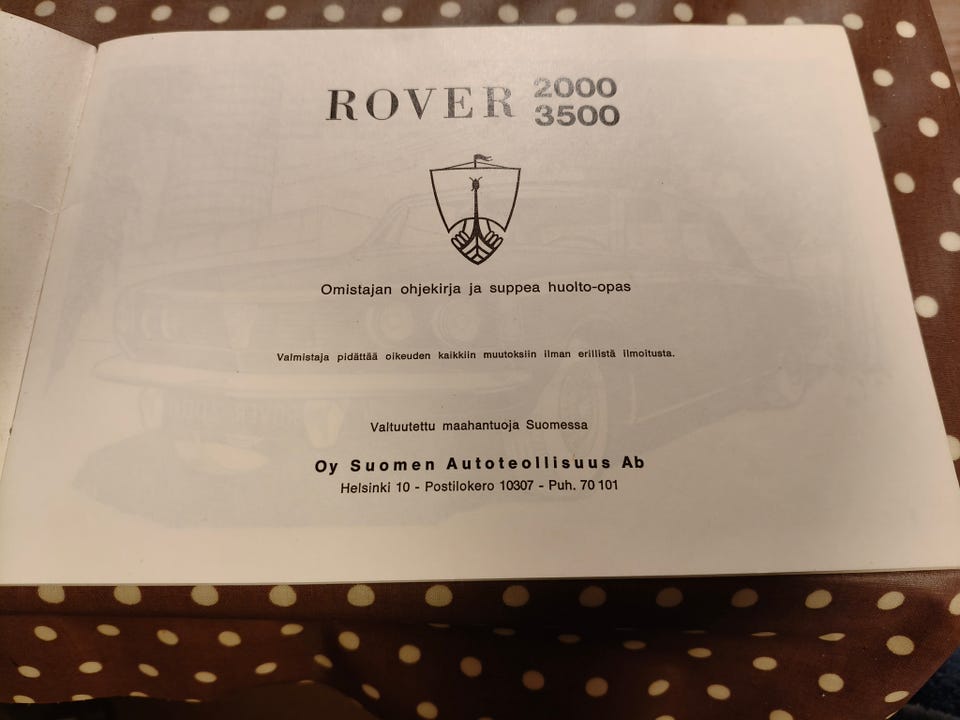 ROVER 2000
3500
Omistajan ohjekirja ja suppea huolto-opas
Valmistaja pidättää oikeuden kaikkiin muutoksiin ilman erillistä ilmoitusta.
Valtuutettu maahantuoja Suomessa
Oy Suomen Autoteollisuus Ab
Helsinki 10 - Postilokero 10307 - Puh. 70 101